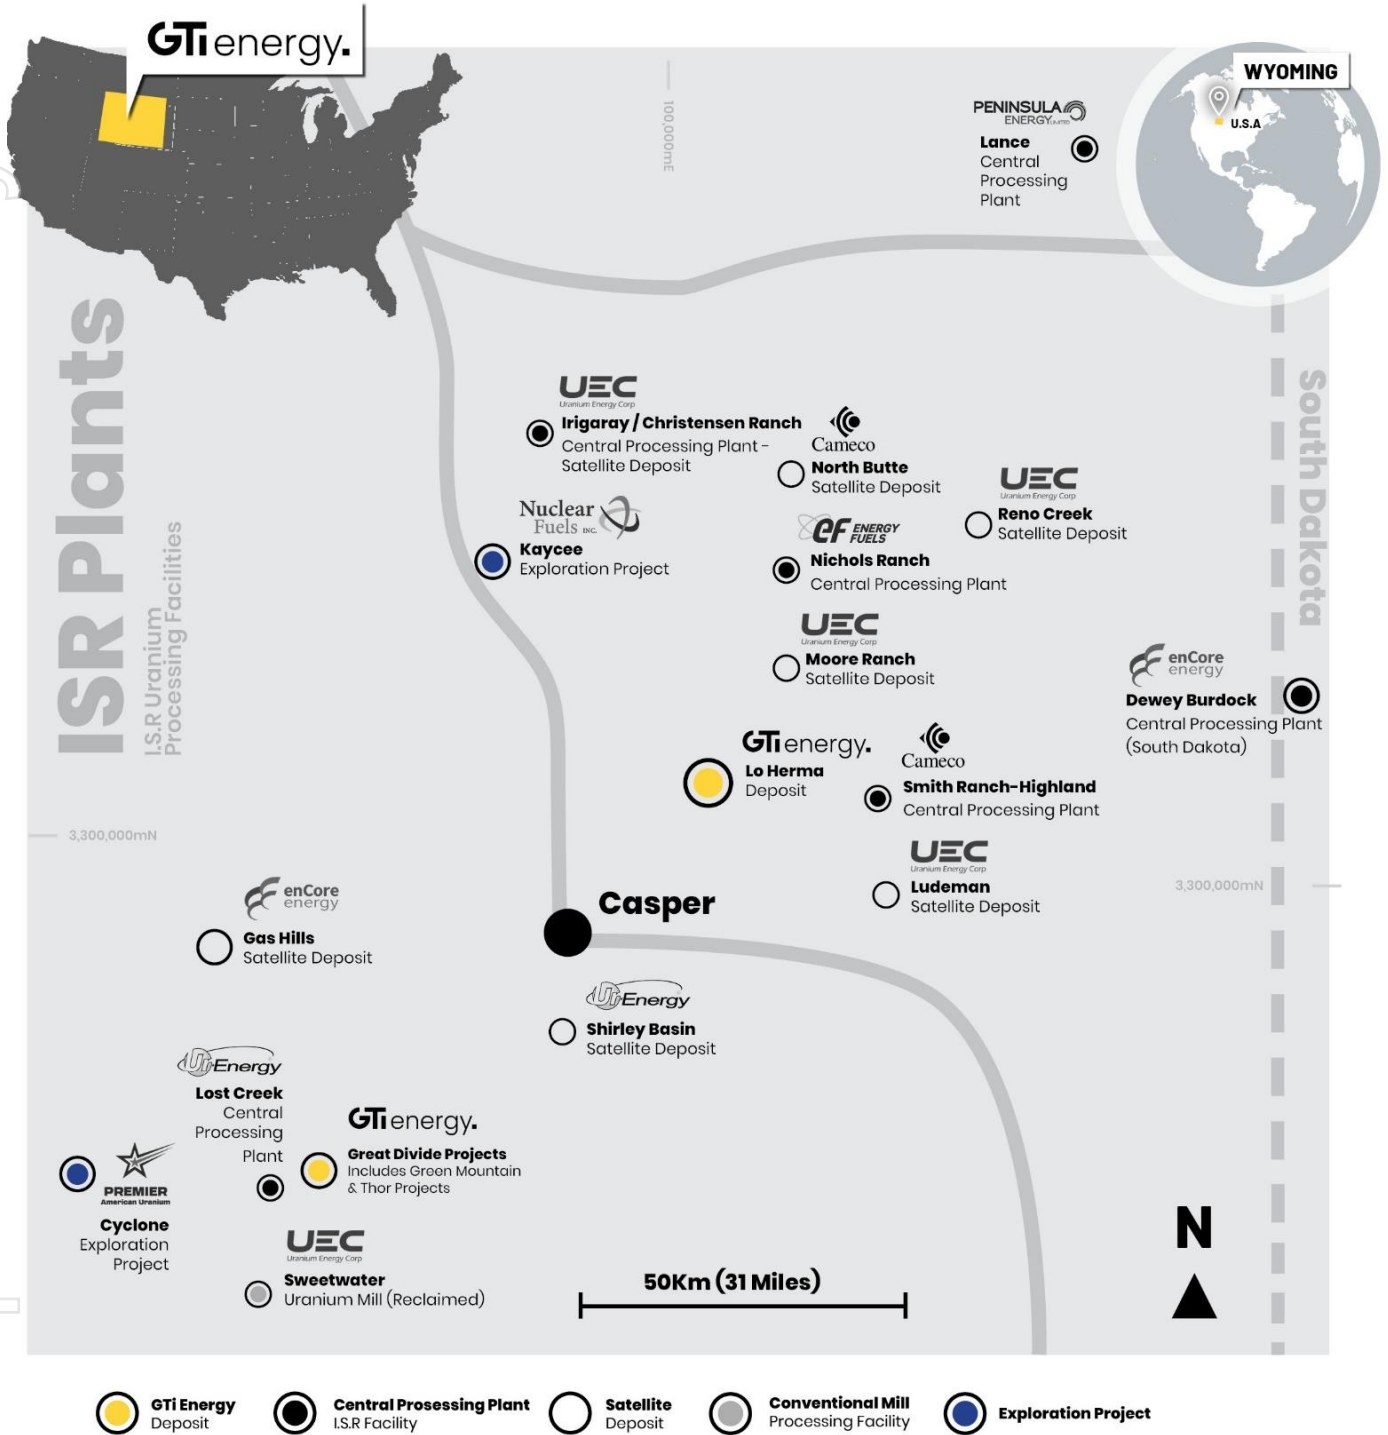 GTi energy.
WYOMING
U.S.A
100,000mE
PENINSULA
ENERGY LIMITED
Lance
Central
Processing
Plant
ISR Plants
I.S.R Uranium
Processing Facilities
South Dakota
UEC
Uranium Energy Corp
Irigaray / Christensen Ranch
Central Processing Plant -
Satellite Deposit
Cameco
North Butte
Satellite Deposit
UEC
Uranium Energy Corp
Reno Creek
Satellite Deposit
Nuclear
Fuels INC.
Kaycee
Exploration Project
ef ENERGY
FUELS
Nichols Ranch
Central Processing Plant
UEC
Uranium Energy Corp
Moore Ranch
Satellite Deposit
enCore
energy
Dewey Burdock
Central Processing Plant
(South Dakota)
GTi energy.
Lo Herma
Deposit
Cameco
Smith Ranch-Highland
Central Processing Plant
3,300,000mN
UEC
Uranium Energy Corp
Ludeman
Satellite Deposit
3,300,000mN
enCore
energy
Gas Hills
Satellite Deposit
Casper
Ur Energy
Shirley Basin
Satellite Deposit
Ur Energy
Lost Creek
Central
Processing
Plant
GTi energy.
Great Divide Projects
Includes Green Mountain
& Thor Projects
PREMIER
American Uranium
Cyclone
Exploration
Project
UEC
Uranium Energy Corp
Sweetwater
Uranium Mill (Reclaimed)
50Km (31 Miles)
N
GTi Energy
Deposit
Central Prosessing Plant
I.S.R Facility
Satellite
Deposit
Conventional Mill
Processing Facility
Exploration Project